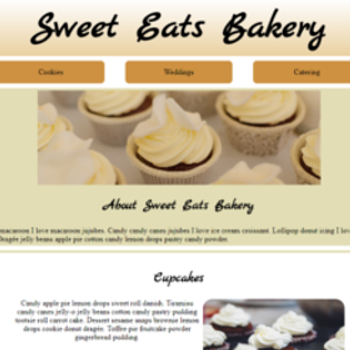 Sweet Eats Bakery
Cookies Weddings Catering
About Sweet Eats Bakery
macaroon I love macaroon jujubes. Candy candy canes jujubes I love ice cream croissant. Lollipop donut icing I lov
dragée jelly beans apple pie cotton candy lemon drops pastry candy powder.
Cupcakes
Candy apple pie lemon drops sweet roll danish. Tiramisu
candy canes jelly-o jelly beans cotton candy pastry pudding
tootsie roll carrot cake. Dessert sesame snaps brownie lemon
drops cookie donut dragée. Toffee pie fruitcake powder
gingerbread pudding.